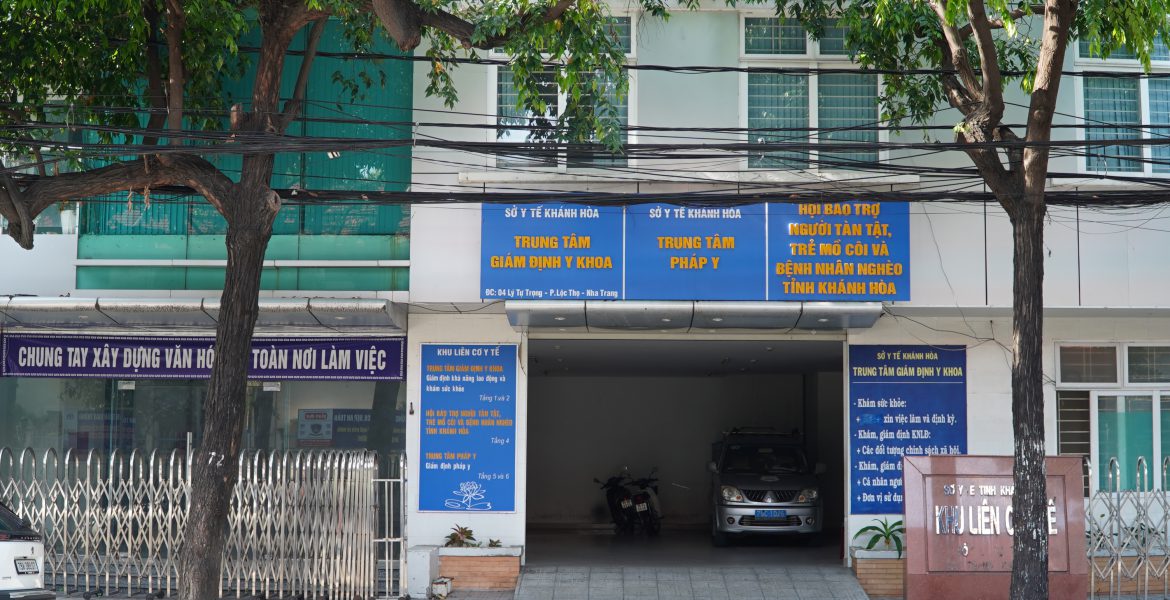 SỞ Y TẾ KHÁNH HÒA
TRUNG TÂM
GIÁM ĐỊNH Y KHOA
ĐC: 04 Lý Tự Trọng - P.Lộc Thọ - Nha Trang
SỞ Y TẾ KHÁNH HÒA
TRUNG TÂM
PHÁP Y
HỘI BẢO TRỢ
NGƯỜI TÀN TẬT,
TRẺ MỒ CÔI VÀ
BỆNH NHÂN NGHÈO
TỈNH KHÁNH HÒA
CHUNG TAY XÂY DỰNG VĂN HÓ TOÀN NƠI LÀM VIỆC
KHU LIÊN CƠ Y TẾ
TRUNG TÂM GIÁM ĐỊNH Y KHOA
Giám định khả năng lao động và
khám sức khỏe
Tầng 1 và 2
HỘI BẢO TRỢ NGƯỜI TÀN TẬT,
TRẺ MỒ CÔI VÀ BỆNH NHÂN NGHÈO
TỈNH KHÁNH HÒA
Tầng 4
TRUNG TÂM PHÁP Y
Giám định pháp y
Tầng 5 và 6
SỞ Y TẾ KHÁNH HÒA
TRUNG TÂM GIÁM ĐỊNH Y KHOA
- Khám sức khỏe:
+ xin việc làm và định kỳ.
- Khám, giám định KNLĐ:
+ Các đối tượng chính sách xã hội.
- Khám, giám
+ Cá nhân ngư
+ Đơn vị sử dụ
SỞ Y E TỈNH KHÁ
KHU LIÊN C Ế
72